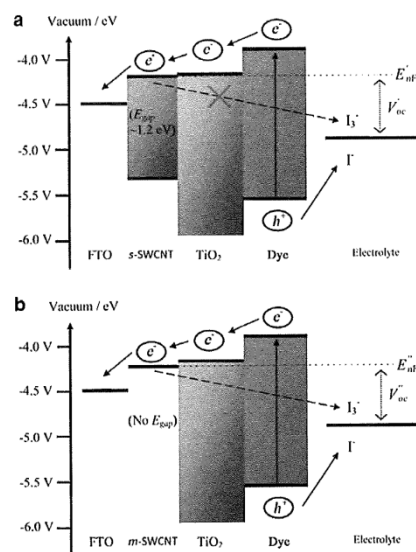 a
Vacuum / eV
e⁻
e⁻
e⁻
-4.0 V
E'nF
-4.5 V
(Egap
~1.2 eV)
V'oc
I₃⁻
-5.0 V
I⁻
-5.5 V
h⁺
-6.0 V
FTO s-SWCNT TiO₂ Dye Electrolyte
b
Vacuum / eV
e⁻
e⁻
e⁻
-4.0 V
E''nF
-4.5 V
V''oc
(No Egap)
I₃⁻
-5.0 V
I⁻
-5.5 V
h⁺
-6.0 V
FTO m-SWCNT TiO₂ Dye Electrolyte